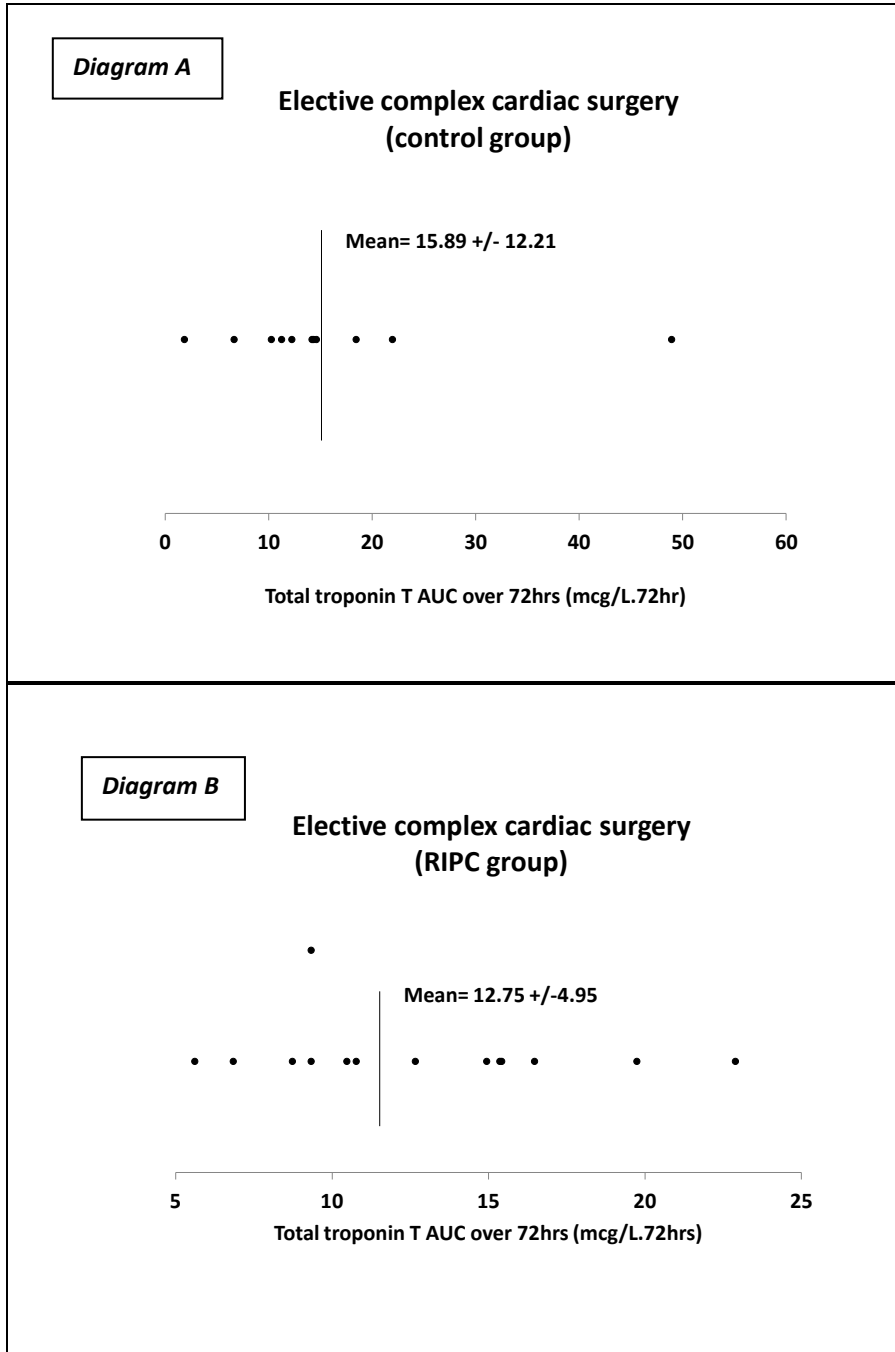 Diagram A
Elective complex cardiac surgery
(control group)
Mean= 15.89 +/- 12.21
0 10 20 30 40 50 60
Total troponin T AUC over 72hrs (mcg/L.72hr)
Diagram B
Elective complex cardiac surgery
(RIPC group)
Mean= 12.75 +/-4.95
5 10 15 20 25
Total troponin T AUC over 72hrs (mcg/L.72hrs)